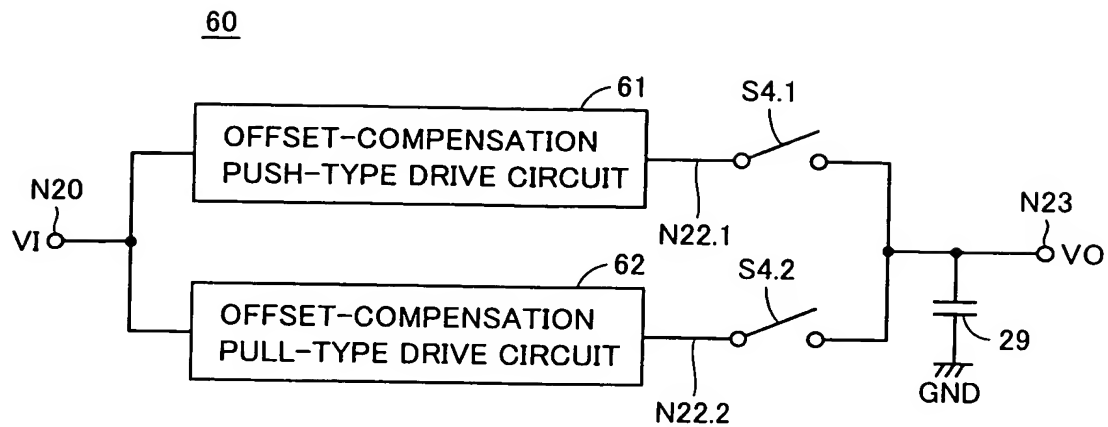 60
61
OFFSET-COMPENSATION
PUSH-TYPE DRIVE CIRCUIT
S4.1
N20
VI
N22.1
N23
VO
62
OFFSET-COMPENSATION
PULL-TYPE DRIVE CIRCUIT
S4.2
N22.2
29
GND